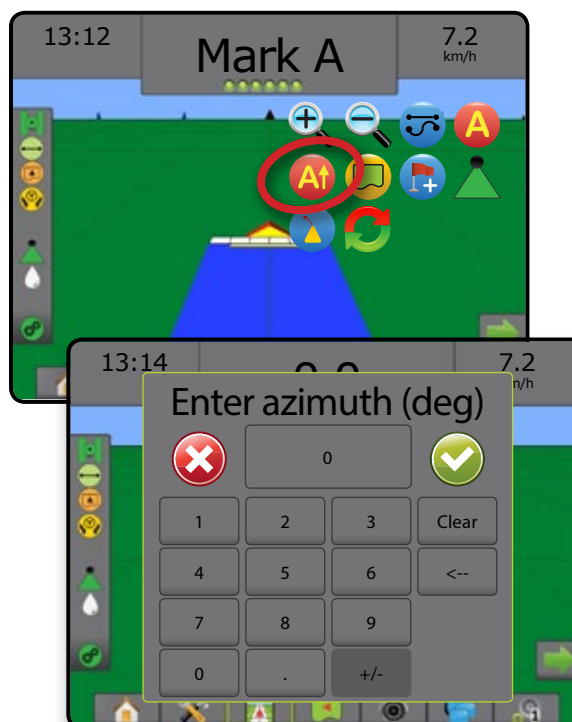 13:12
Mark A
7.2
km/h
A
A
13:14
7.2
Enter azimuth (deg)
0
1 2 3 Clear
4 5 6 <--
7 8 9
0 . +/-